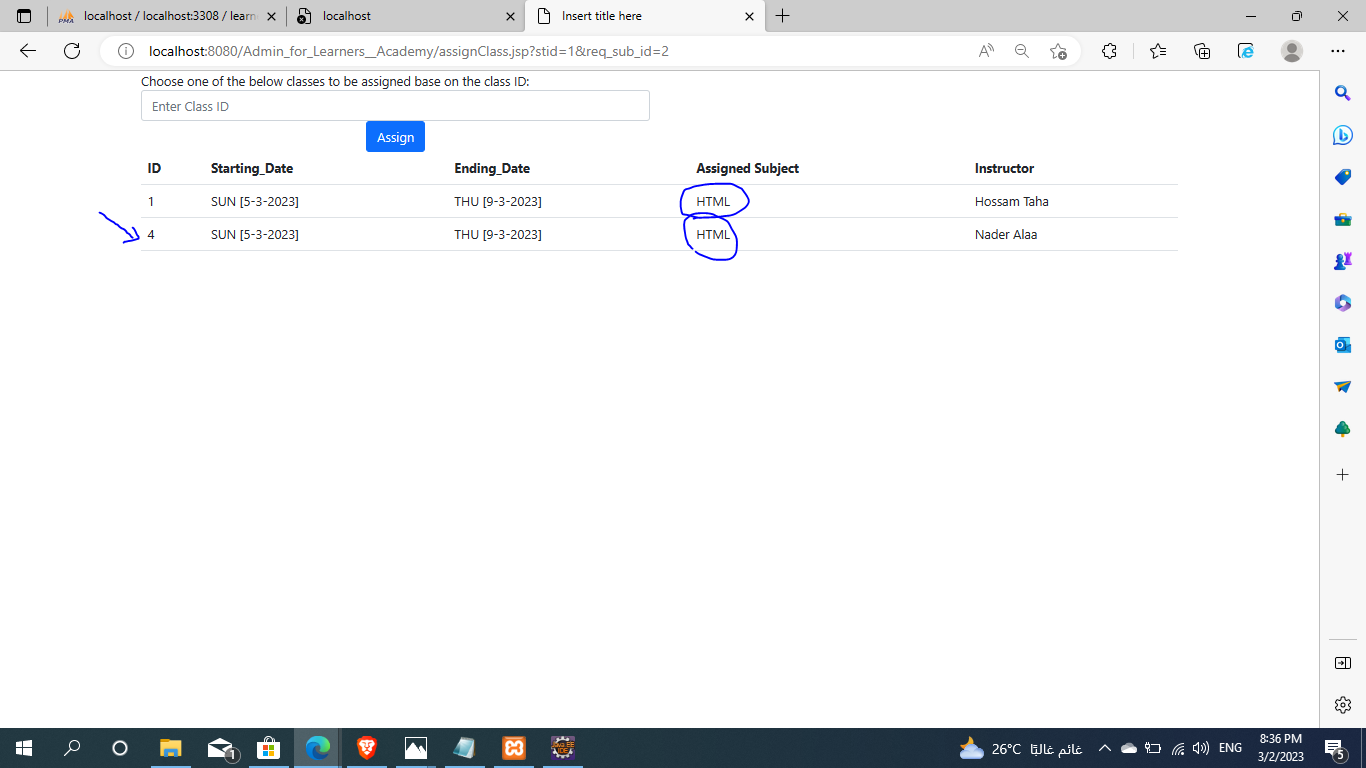 localhost / localhost:3308 / learn
localhost
Insert title here
localhost:8080/Admin_for_Learners__Academy/assignClass.jsp?stid=1&req_sub_id=2
Choose one of the below classes to be assigned base on the class ID:
Enter Class ID
Assign
ID Starting_Date Ending_Date Assigned Subject Instructor
1 SUN [5-3-2023] THU [9-3-2023] HTML Hossam Taha
4 SUN [5-3-2023] THU [9-3-2023] HTML Nader Alaa
26°C غائم غالبًا ENG 8:36 PM
3/2/2023